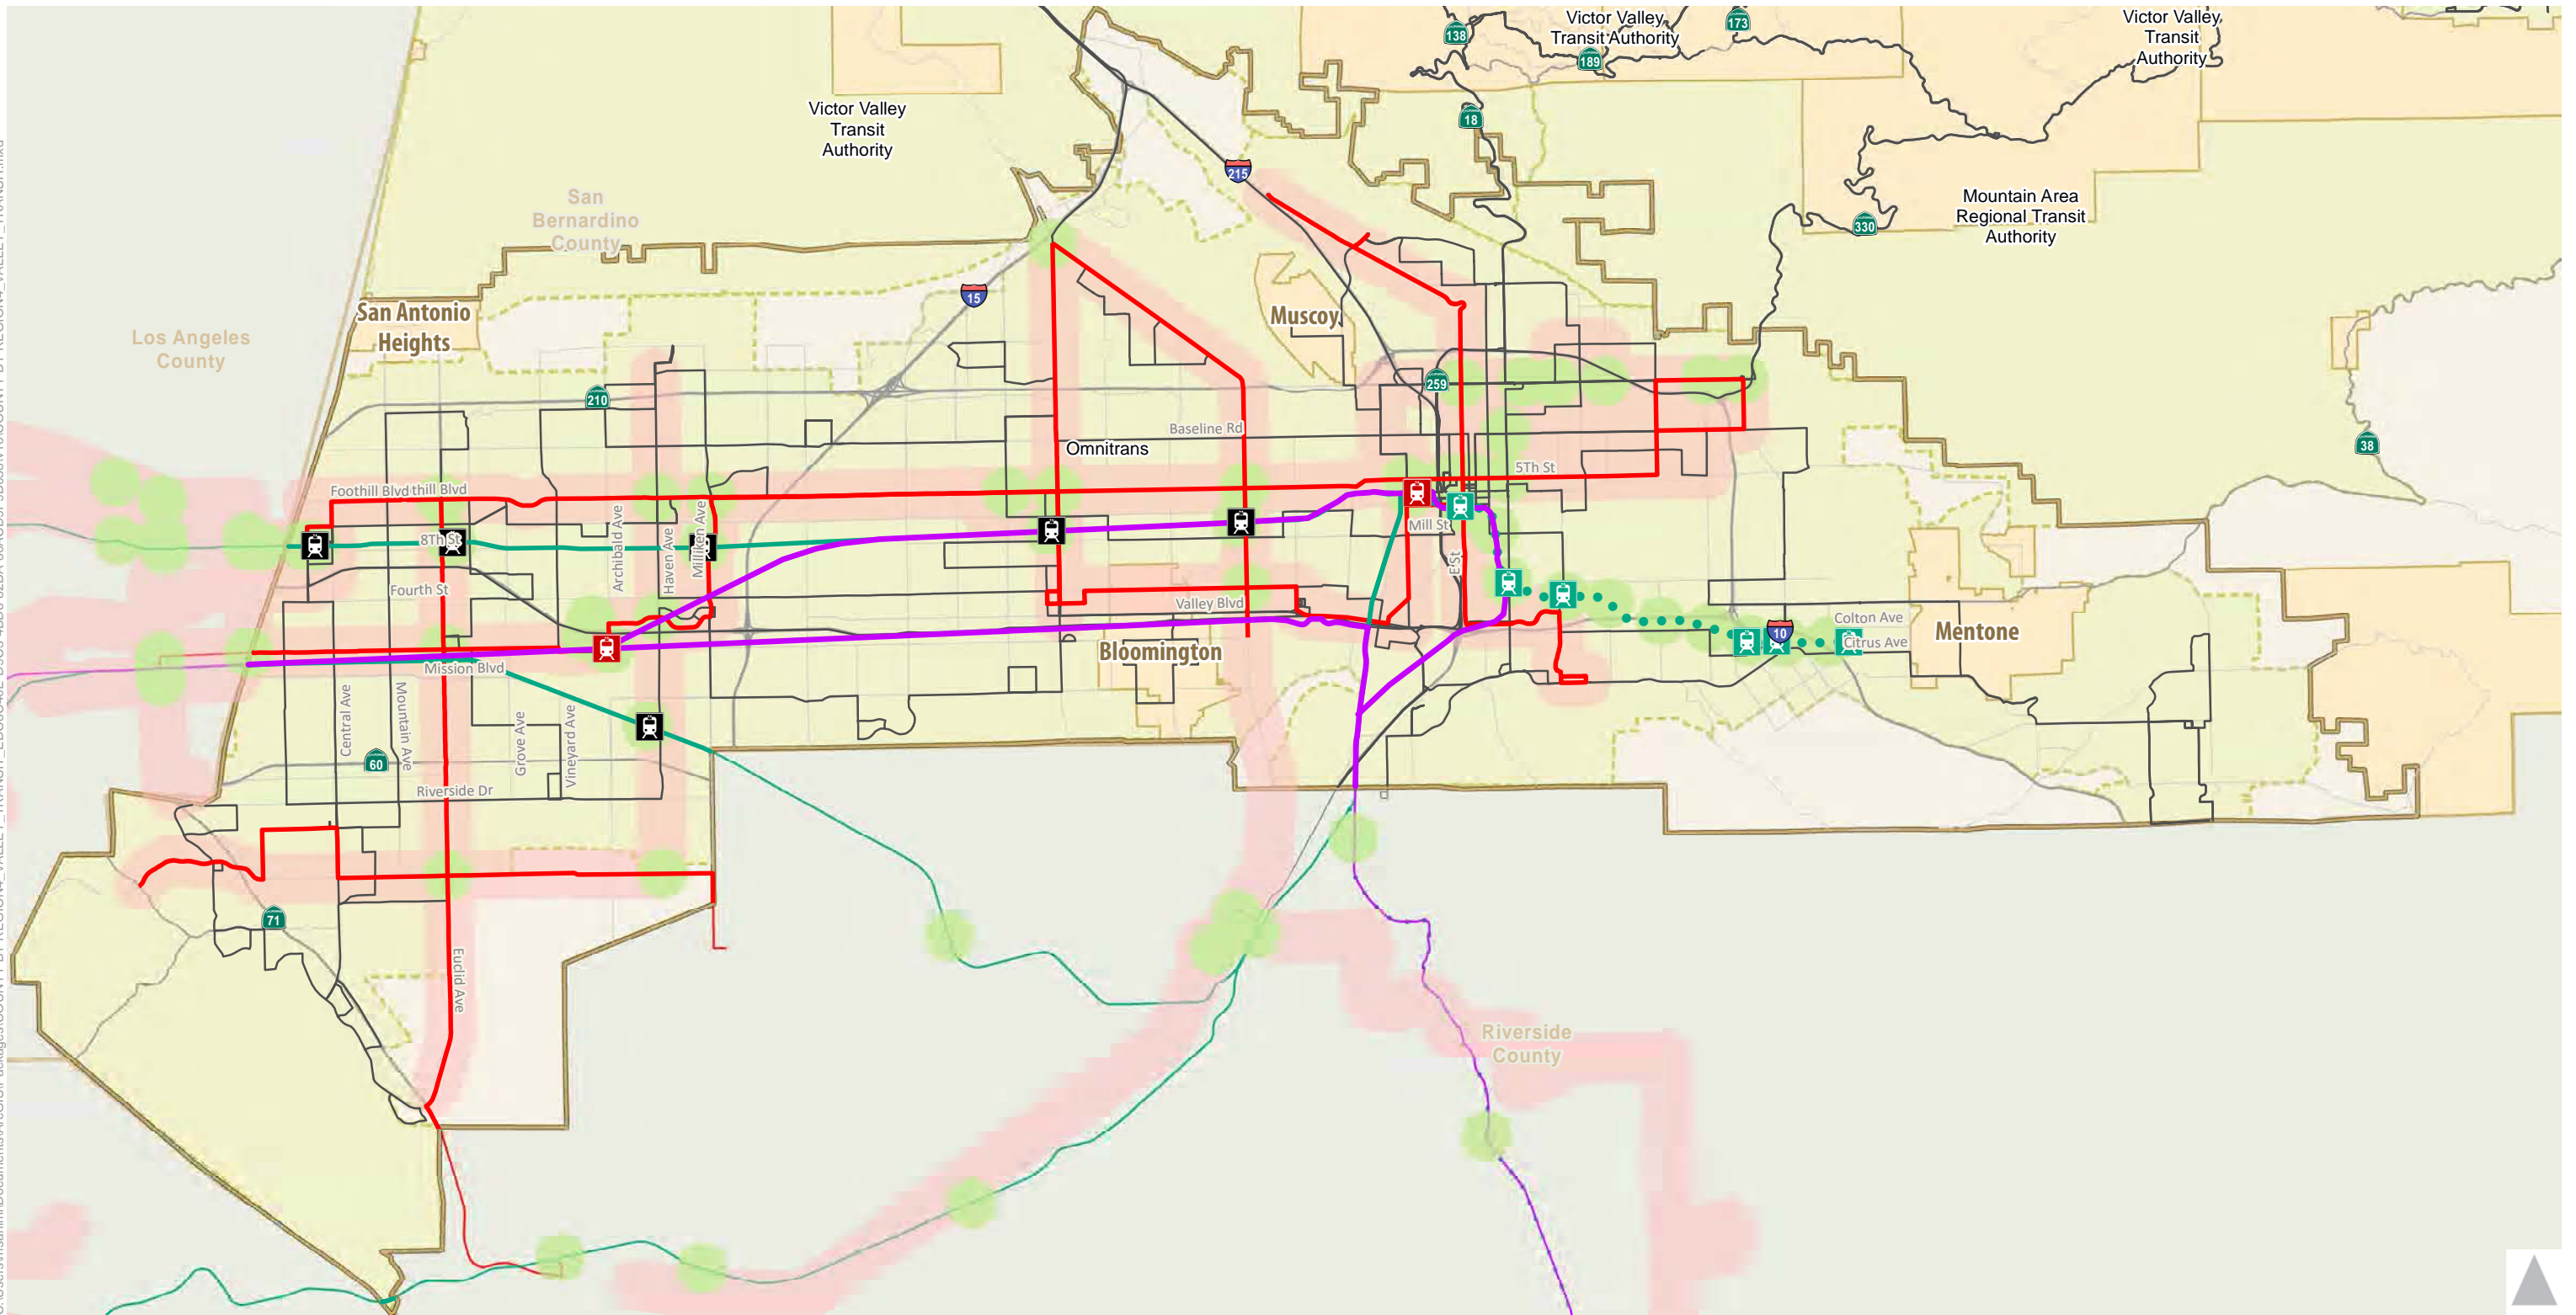 Victor Valley
Transit Authority
138
173
189
Victor Valley
Transit
Authority
18
Victor Valley
Transit
Authority
215
Mountain Area
Regional Transit
Authority
330
San
Bernardino
County
15
San Antonio
Heights
Los Angeles
County
Muscoy
210
259
Baseline Rd
Omnitrans
38
5Th St
Foothill Blvd
thill Blvd
8Th St
Mill St
Archibald Ave
Haven Ave
Milliken Ave
E St
Fourth St
Valley Blvd
Colton Ave
10
Citrus Ave
Mentone
Bloomington
Mission Blvd
Central Ave
Mountain Ave
Grove Ave
Vineyard Ave
60
Riverside Dr
71
Euclid Ave
Riverside
County